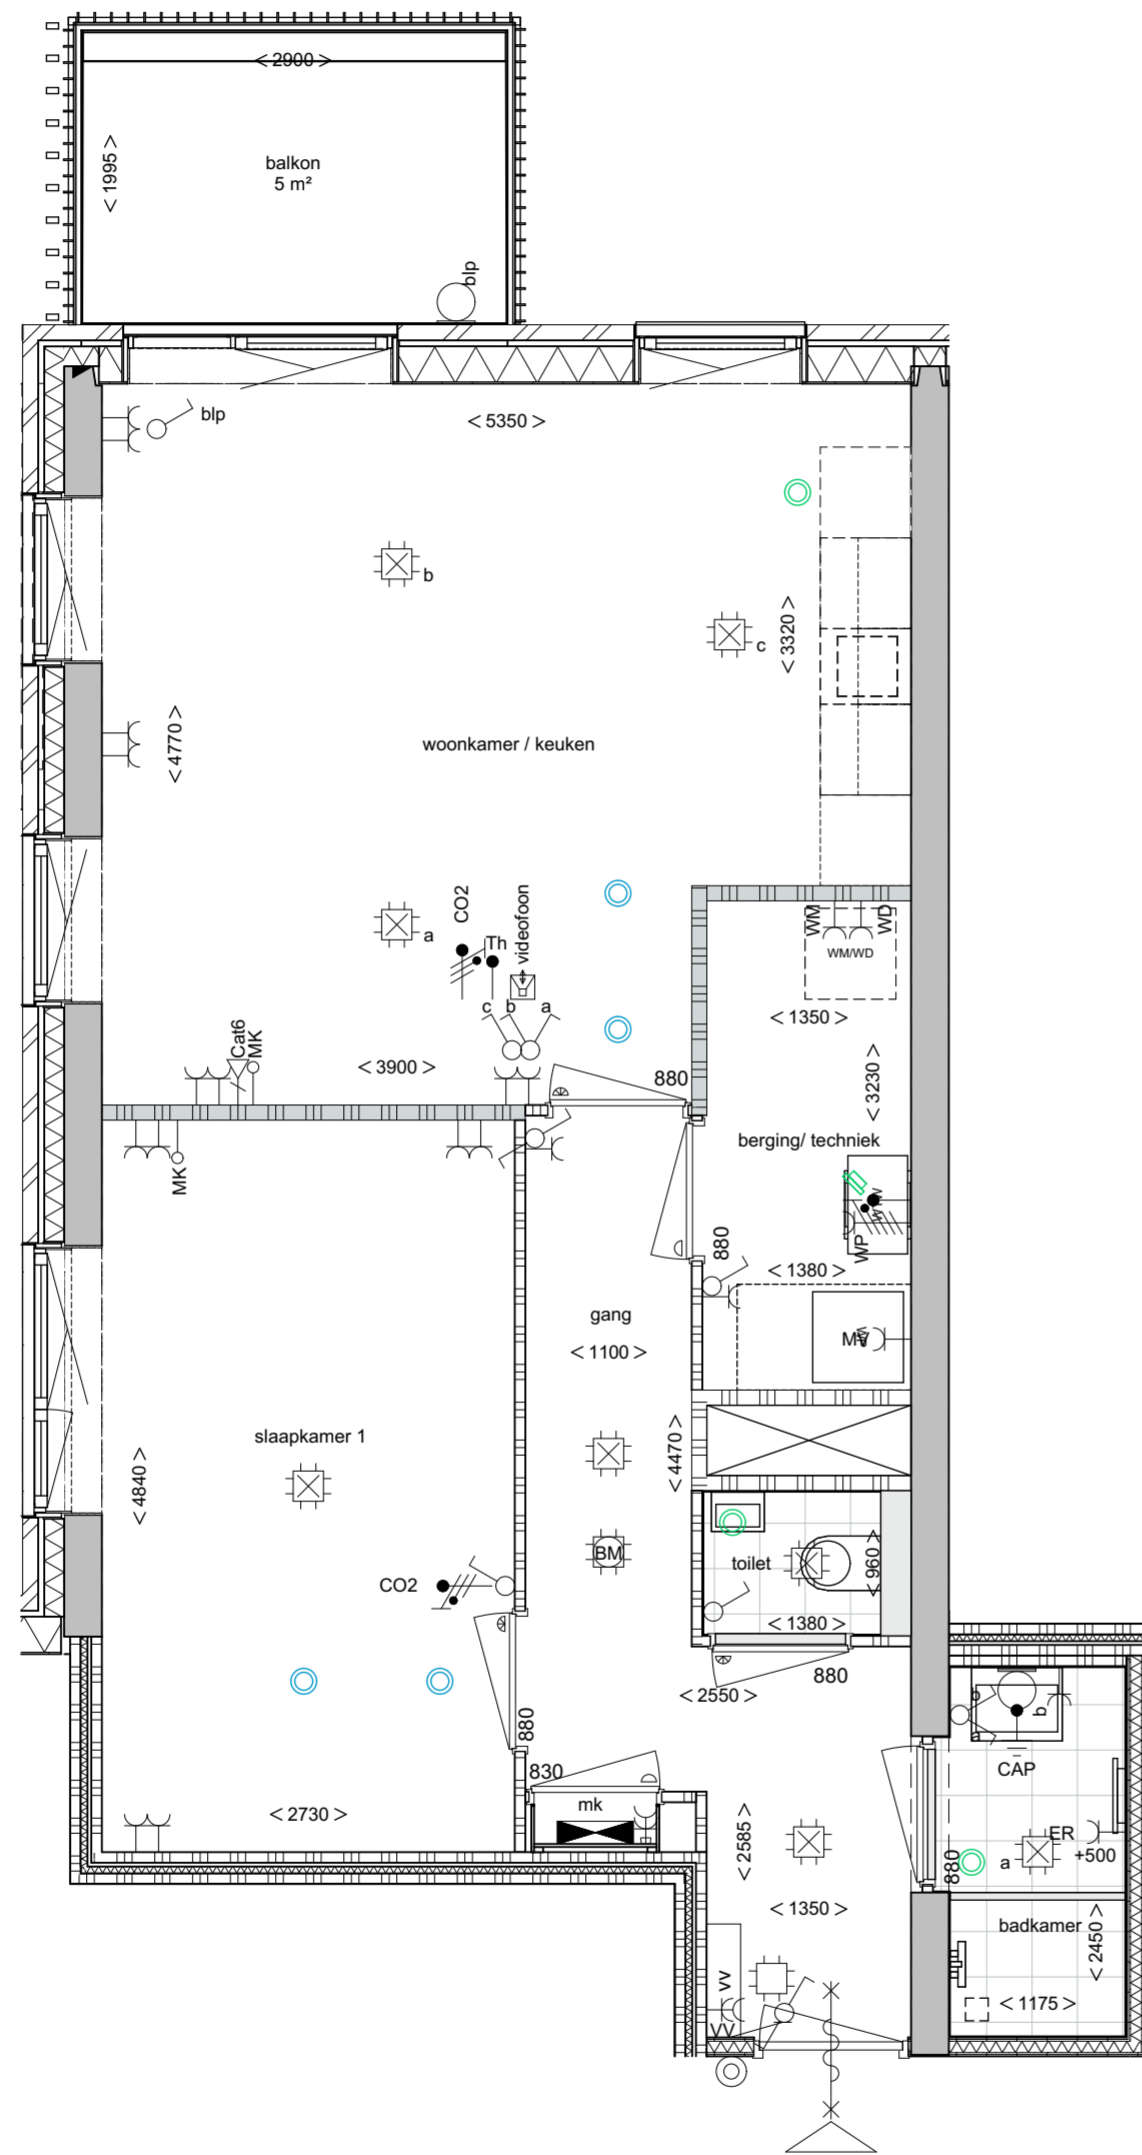 < 2900 >
< 1995 >
balkon
5 m²
blp
blp
< 5350 >
b
c
< 3320 >
< 4770 >
woonkamer / keuken
a
CO2
Th
videofoon
c
b
a
WM
WD
WM/WD
< 1350 >
Cat6
MK
< 3900 >
880
< 3230 >
berging/ techniek
MK
WP
880
< 1380 >
gang
< 1100 >
MV
slaapkamer 1
< 4840 >
< 4470 >
BM
toilet
< 960 >
CO2
< 1380 >
880
< 2550 >
880
b
a
b
CAP
830
mk
< 2730 >
< 2585 >
ER
+500
a
880
< 1350 >
badkamer
< 2450 >
< 1175 >
vv
VV